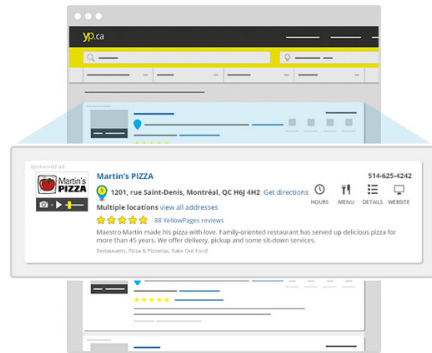 yp.ca
Sponsored ad
Martin's
PIZZA
Martin's PIZZA
514-625-4242
1
1201, rue Saint-Denis, Montréal, QC H6J 4H2 Get directions
HOURS MENU DETAILS WEBSITE
Multiple locations view all addresses
88 YellowPages reviews
Maestro Martin made his pizza with love. Family-oriented restaurant has served up delicious pizza for
more than 45 years. We offer delivery, pickup and some sit-down services.
Restaurants, Pizza & Pizzerias, Take Out Food